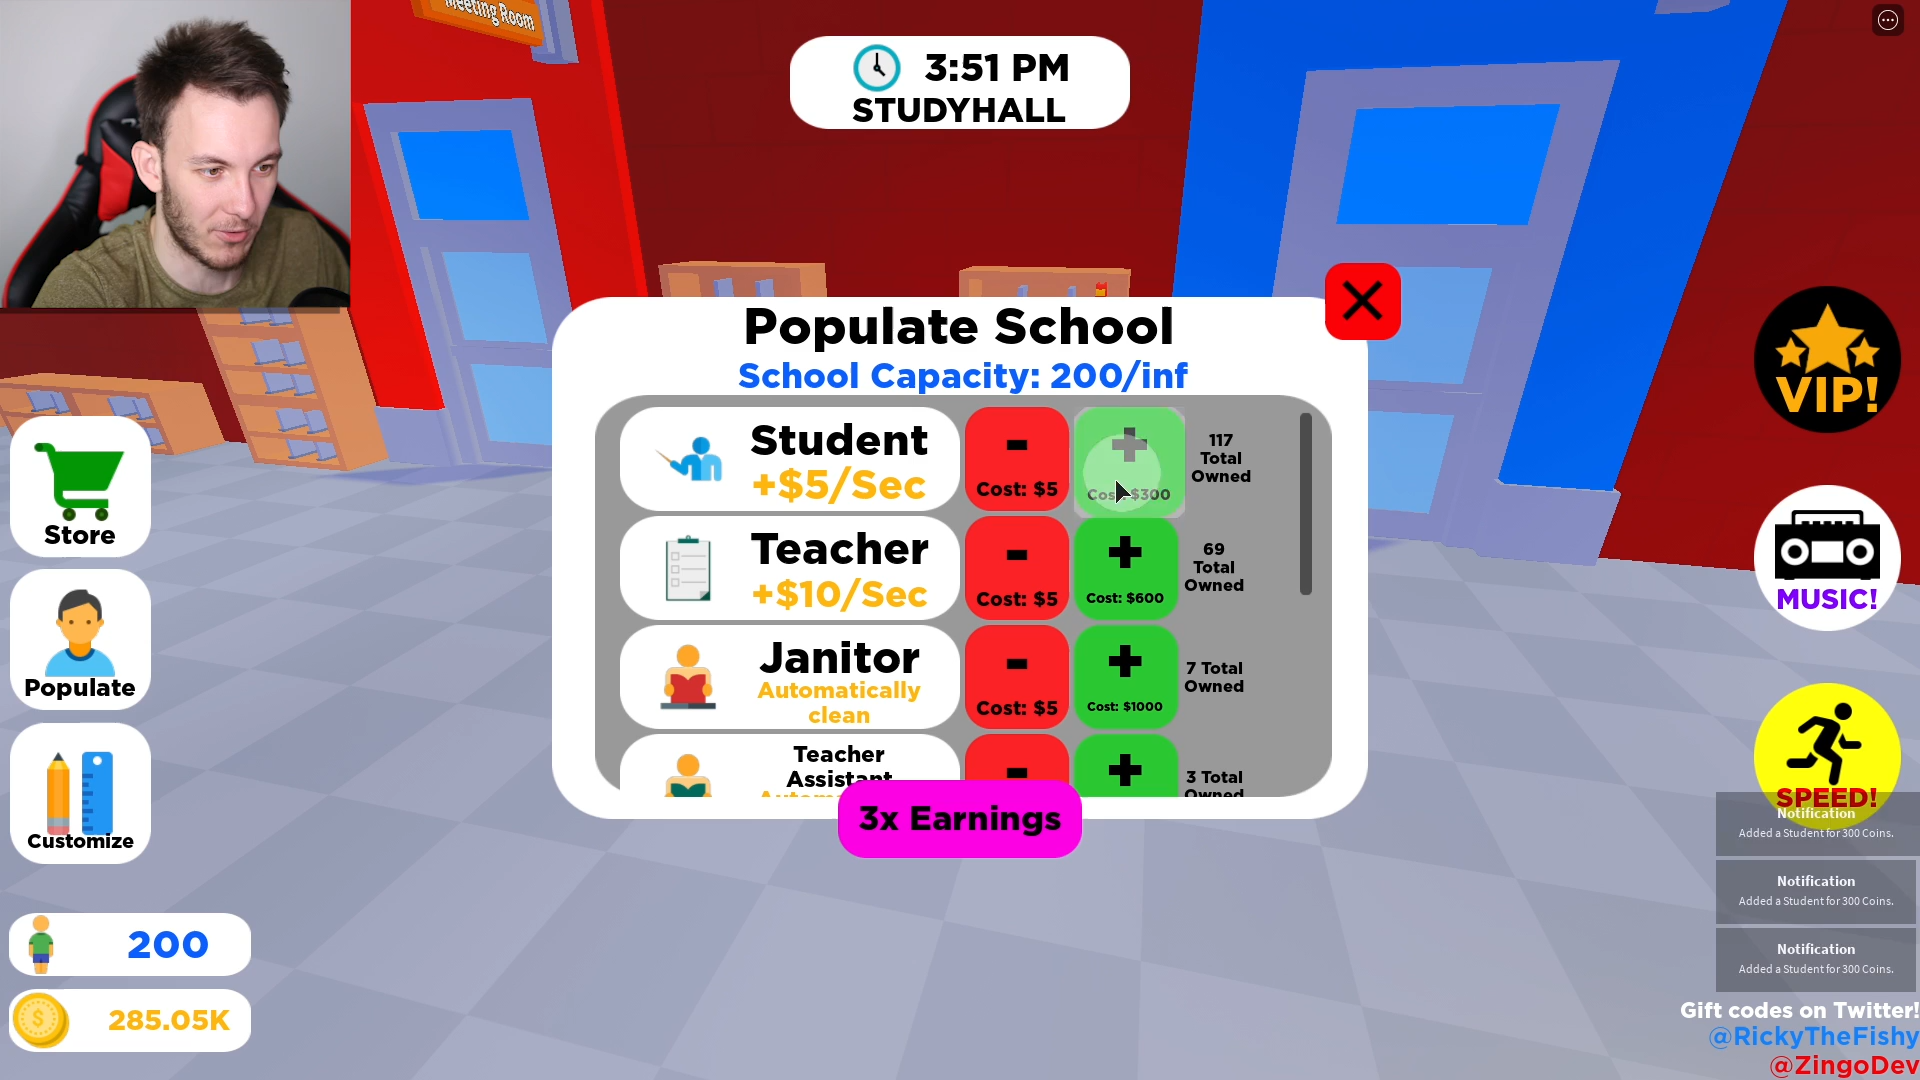 Meeting Room
3:51 PM
STUDYHALL
Populate School
School Capacity: 200/inf
Student
+$5/Sec
-
Cost: $5
+
Cost: $300
117
Total
Owned
Teacher
+$10/Sec
-
Cost: $5
+
Cost: $600
69
Total
Owned
Janitor
Automatically
clean
-
Cost: $5
+
Cost: $1000
7 Total
Owned
Teacher
Assistant
-
+
3 Total
Owned
3x Earnings
Store
Populate
Customize
200
$
285.05K
VIP!
MUSIC!
SPEED!
Notification
Added a Student for 300 Coins.
Notification
Added a Student for 300 Coins.
Notification
Added a Student for 300 Coins.
Gift codes on Twitter!
@RickyTheFishy
@ZingoDev